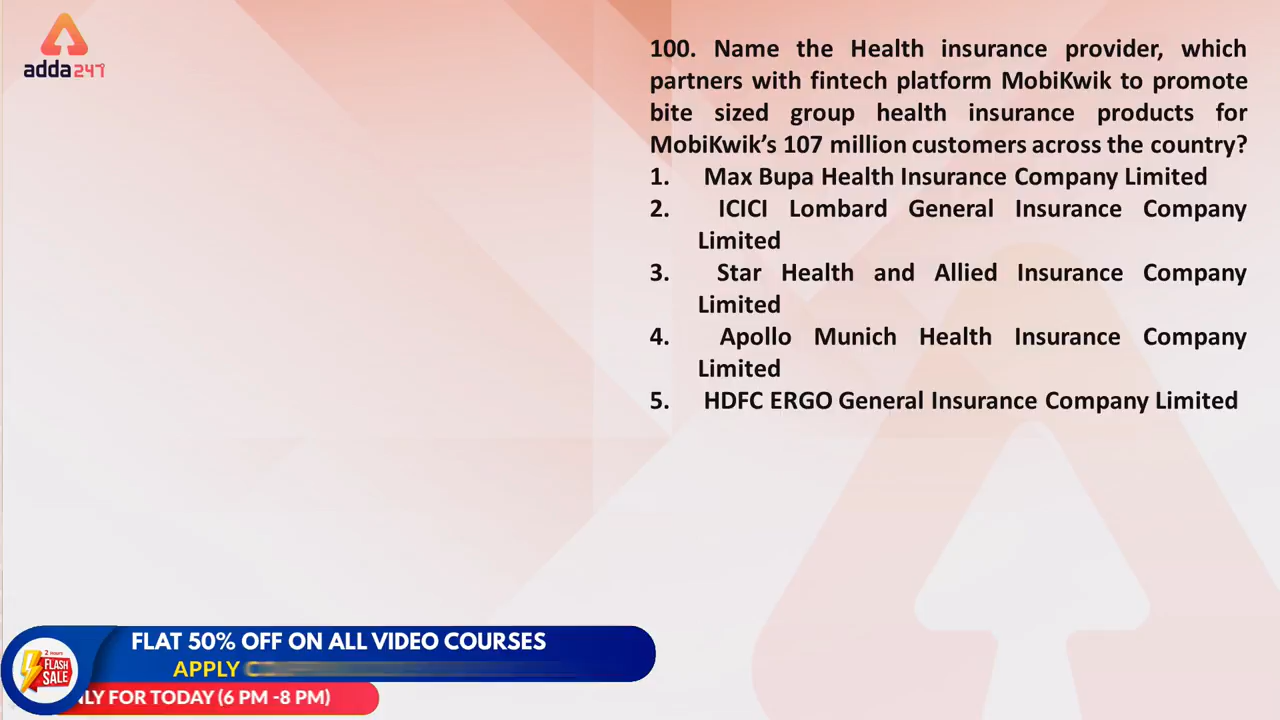 adda247
100. Name the Health insurance provider, which
partners with fintech platform MobiKwik to promote
bite sized group health insurance products for
MobiKwik’s 107 million customers across the country?
1. Max Bupa Health Insurance Company Limited
2. ICICI Lombard General Insurance Company
Limited
3. Star Health and Allied Insurance Company
Limited
4. Apollo Munich Health Insurance Company
Limited
5. HDFC ERGO General Insurance Company Limited
FLAT 50% OFF ON ALL VIDEO COURSES
APPLY
2 Hours
FLASH
SALE
FOR TODAY (6 PM -8 PM)